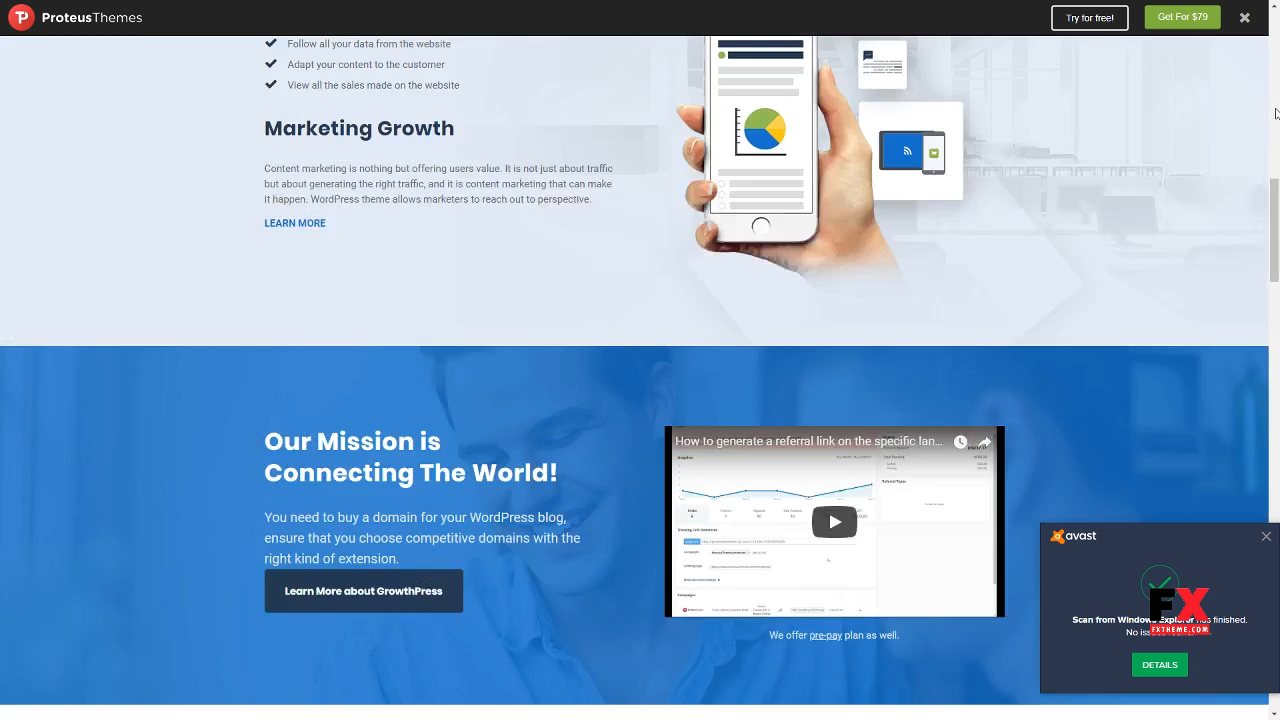 ProteusThemes
Try for free!
Get For $79
Follow all your data from the website
Adapt your content to the customer
View all the sales made on the website
Marketing Growth
Content marketing is nothing but offering users value. It is not just about traffic
but about generating the right traffic, and it is content marketing that can make
it happen. WordPress theme allows marketers to reach out to perspective.
LEARN MORE
Our Mission is
Connecting The World!
You need to buy a domain for your WordPress blog,
ensure that you choose competitive domains with the
right kind of extension.
Learn More about GrowthPress
How to generate a referral link on the specific lan...
We offer pre-pay plan as well.
avast
Scan from Windows Explorer has finished.
FX
FXTHEME.COM
DETAILS